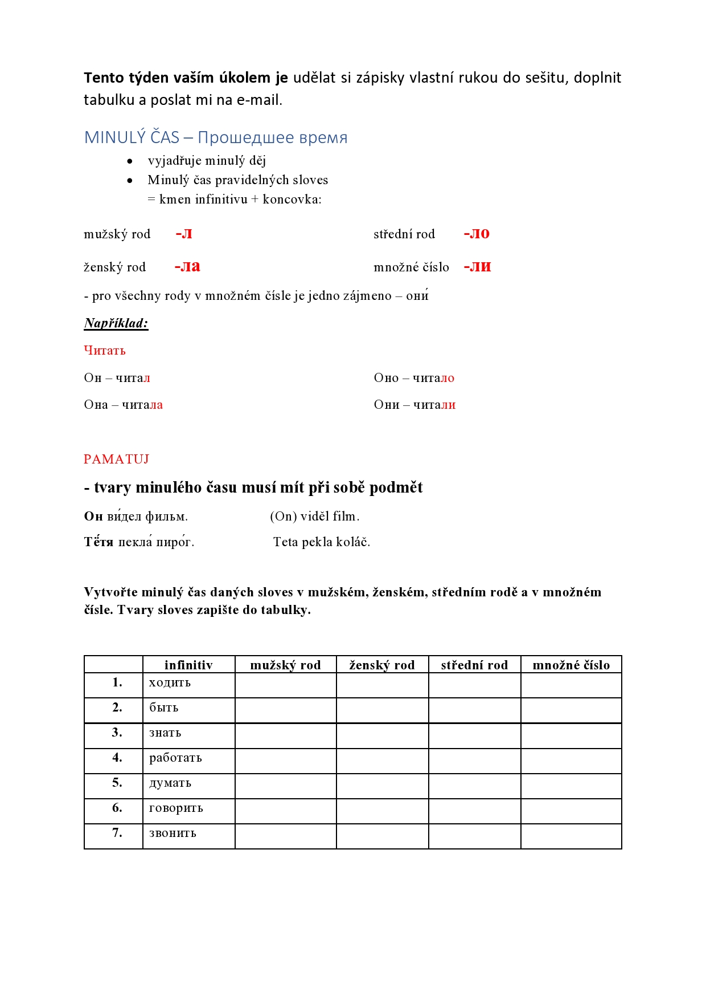 Tento týden vaším úkolem je udělat si zápisky vlastní rukou do sešitu, doplnit
tabulku a poslat mi na e-mail.
MINULÝ ČAS – Прошедшее время
• vyjadřuje minulý děj
• Minulý čas pravidelných sloves
= kmen infinitivu + koncovka:
mužský rod -л střední rod -ло
ženský rod -ла množné číslo -ли
- pro všechny rody v množném čísle je jedno zájmeno – они́
Například:
Читать
Он – читал Оно – читало
Она – читала Они – читали
PAMATUJ
- tvary minulého času musí mít při sobě podmět
Он ви́дел фильм. (On) viděl film.
Тё́тя пекла́ пиро́г. Teta pekla koláč.
Vytvořte minulý čas daných sloves v mužském, ženském, středním rodě a v množném
čísle. Tvary sloves zapište do tabulky.
infinitiv mužský rod ženský rod střední rod množné číslo
1. ходить
2. быть
3. знать
4. работать
5. думать
6. говорить
7. звонить